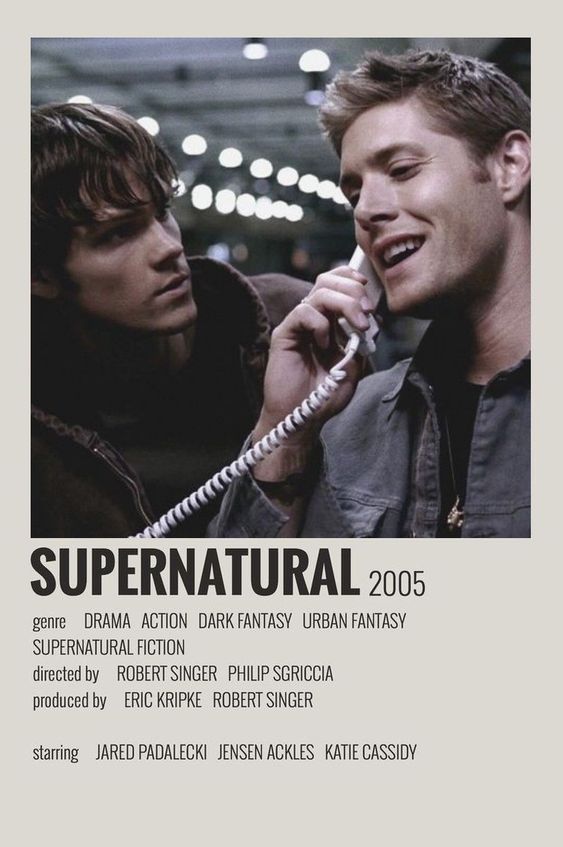 SUPERNATURAL 2005
genre DRAMA ACTION DARK FANTASY URBAN FANTASY
SUPERNATURAL FICTION
directed by ROBERT SINGER PHILIP SGRICCIA
produced by ERIC KRIPKE ROBERT SINGER
starring JARED PADALECKI JENSEN ACKLES KATIE CASSIDY